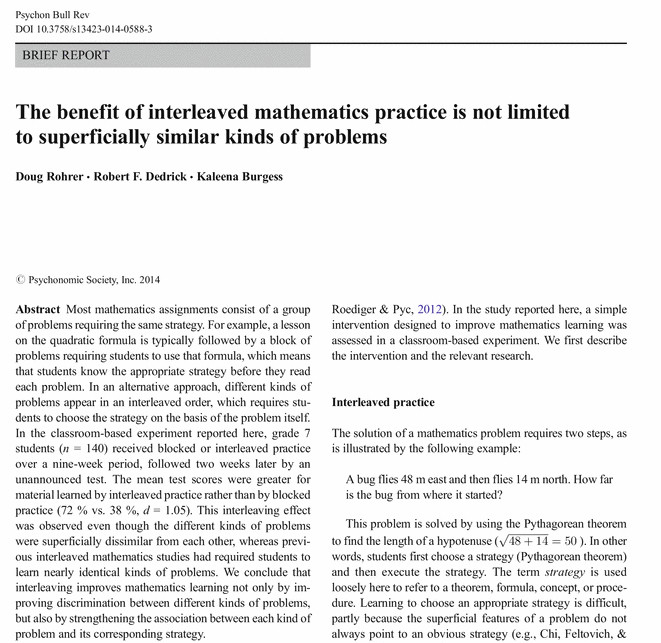 Psychon Bull Rev
DOI 10.3758/s13423-014-0588-3
BRIEF REPORT
The benefit of interleaved mathematics practice is not limited
to superficially similar kinds of problems
Doug Rohrer · Robert F. Dedrick · Kaleena Burgess
© Psychonomic Society, Inc. 2014
Abstract Most mathematics assignments consist of a group
of problems requiring the same strategy. For example, a lesson
on the quadratic formula is typically followed by a block of
problems requiring students to use that formula, which means
that students know the appropriate strategy before they read
each problem. In an alternative approach, different kinds of
problems appear in an interleaved order, which requires stu-
dents to choose the strategy on the basis of the problem itself.
In the classroom-based experiment reported here, grade 7
students (n = 140) received blocked or interleaved practice
over a nine-week period, followed two weeks later by an
unannounced test. The mean test scores were greater for
material learned by interleaved practice rather than by blocked
practice (72 % vs. 38 %, d = 1.05). This interleaving effect
was observed even though the different kinds of problems
were superficially dissimilar from each other, whereas previ-
ous interleaved mathematics studies had required students to
learn nearly identical kinds of problems. We conclude that
interleaving improves mathematics learning not only by im-
proving discrimination between different kinds of problems,
but also by strengthening the association between each kind of
problem and its corresponding strategy.
Roediger & Pyc, 2012). In the study reported here, a simple
intervention designed to improve mathematics learning was
assessed in a classroom-based experiment. We first describe
the intervention and the relevant research.
Interleaved practice
The solution of a mathematics problem requires two steps, as
is illustrated by the following example:
A bug flies 48 m east and then flies 14 m north. How far
is the bug from where it started?
This problem is solved by using the Pythagorean theorem
to find the length of a hypotenuse (√48 + 14 = 50 ). In other
words, students first choose a strategy (Pythagorean theorem)
and then execute the strategy. The term strategy is used
loosely here to refer to a theorem, formula, concept, or proce-
dure. Learning to choose an appropriate strategy is difficult,
partly because the superficial features of a problem do not
always point to an obvious strategy (e.g., Chi, Feltovich, &